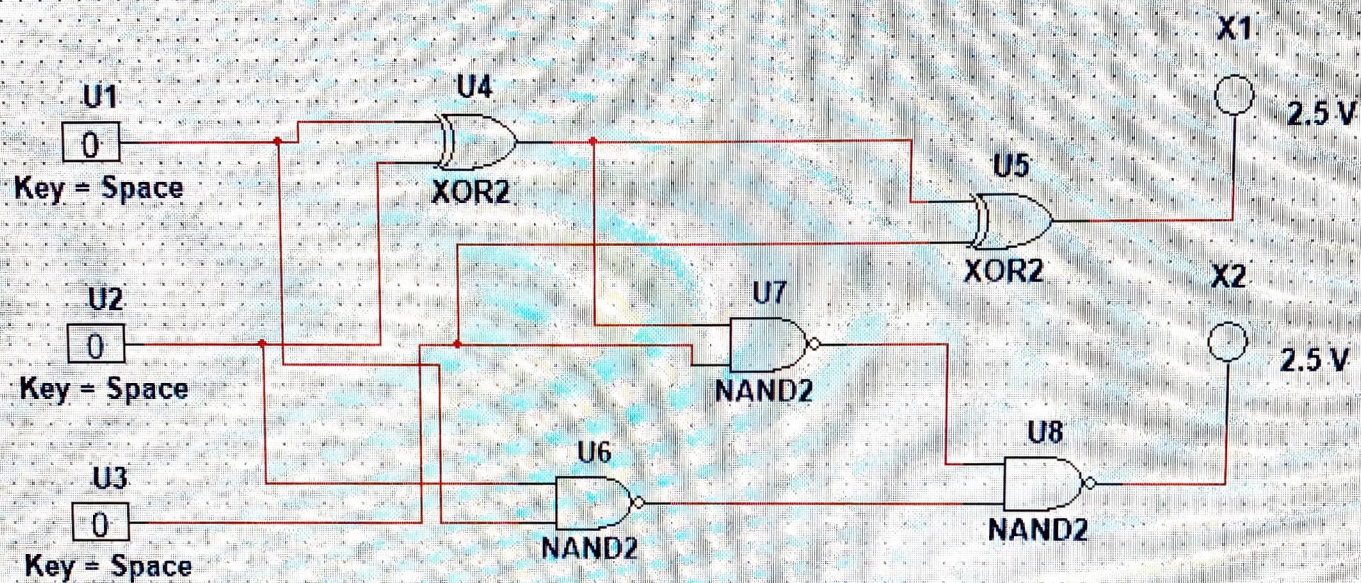 X1
U4
U1
2.5 V
0
U5
Key = Space
XOR2
XOR2
X2
U2
U7
0
2.5 V
Key = Space
NAND2
U8
U6
U3
0
NAND2
NAND2
Key = Space